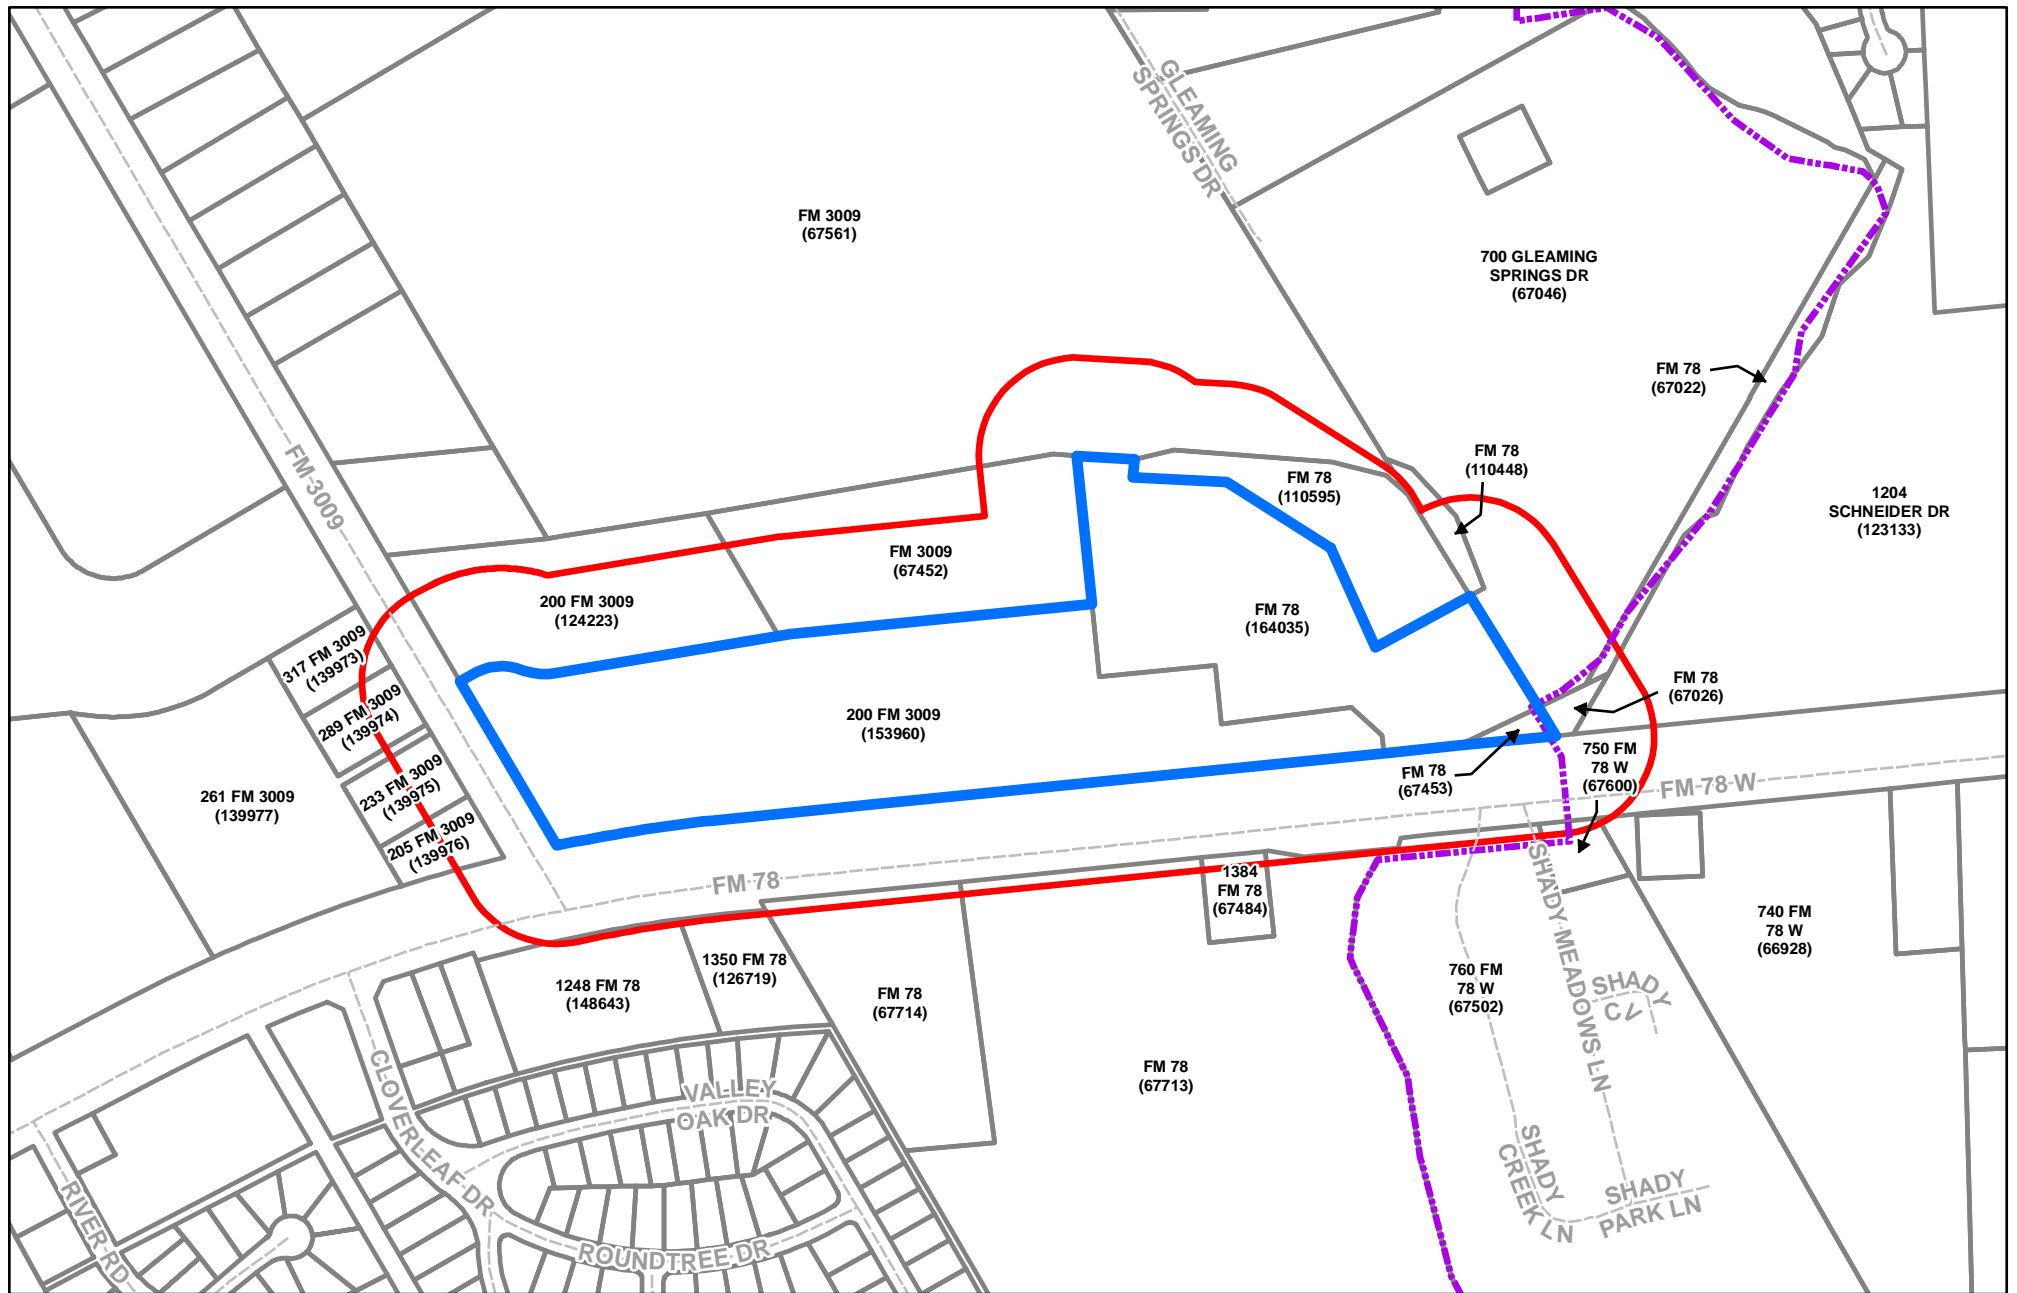 GLEAMING
SPRINGS DR
FM 3009
(67561)
700 GLEAMING
SPRINGS DR
(67046)
FM 78
(67022)
FM-3009
FM 78
(110448)
FM 78
(110595)
1204
SCHNEIDER DR
(123133)
FM 3009
(67452)
200 FM 3009
(124223)
FM 78
(164035)
317 FM 3009
(139973)
289 FM 3009
(139974)
233 FM 3009
(139975)
205 FM 3009
(139976)
261 FM 3009
(139977)
200 FM 3009
(153960)
FM 78
(67026)
FM 78
(67453)
750 FM
78 W
(67600)
FM 78 W
FM 78
1384
FM 78
(67484)
1248 FM 78
(148643)
1350 FM 78
(126719)
FM 78
(67714)
FM 78
(67713)
760 FM
78 W
(67502)
740 FM
78 W
(66928)
SHADY MEADOWS LN
SHADY
CV
SHADY
CREEK LN
SHADY
PARK LN
CLOVERLEAF DR
VALLEY
OAK DR
ROUNDTREE DR
RIVER RD